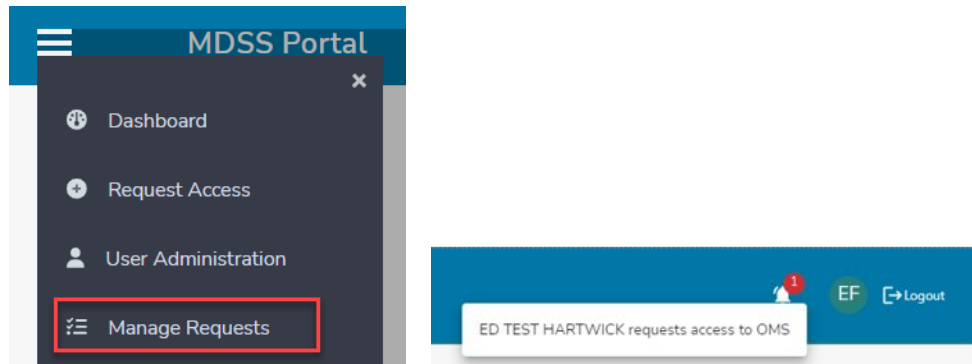 MDSS Portal
×
Dashboard
Request Access
User Administration
Manage Requests
1
EF Logout
ED TEST HARTWICK requests access to OMS